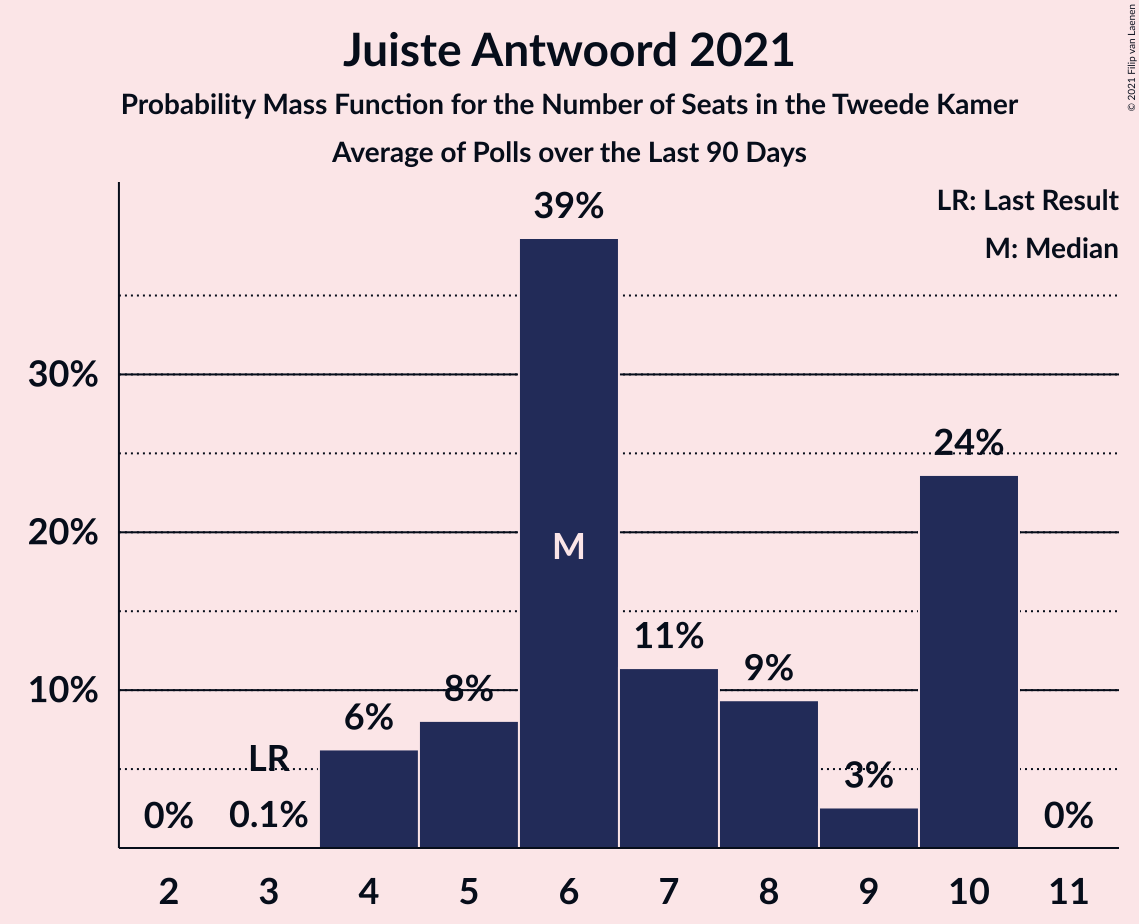 © 2021 Filip van Laenen
Juiste Antwoord 2021
Probability Mass Function for the Number of Seats in the Tweede Kamer
Average of Polls over the Last 90 Days
LR: Last Result
M: Median
39%
30%
24%
20%
M
11%
9%
10%
8%
6%
LR
3%
0%
0.1%
0%
2 3 4 5 6 7 8 9 10 11